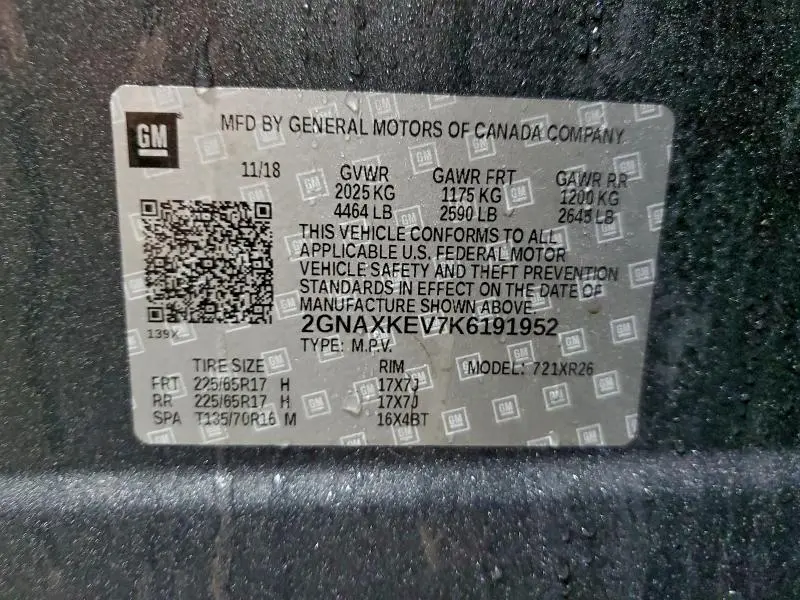 GM
MFD BY GENERAL MOTORS OF CANADA COMPANY
11/18 GVWR GAWR FRT GAWR RR
2025 KG 1175 KG 1200 KG
4464 LB 2590 LB 2645 LB
THIS VEHICLE CONFORMS TO ALL
APPLICABLE U.S. FEDERAL MOTOR
VEHICLE SAFETY AND THEFT PREVENTION
STANDARDS IN EFFECT ON THE DATE OF
MANUFACTURE SHOWN ABOVE.
139X
2GNAXKEV7K6191952
TYPE: M.P.V.
TIRE SIZE RIM MODEL: 721XR26
FRT 225/65R17 H 17X7J
RR 225/65R17 H 17X7J
SPA T135/70R16 M 16X4BT